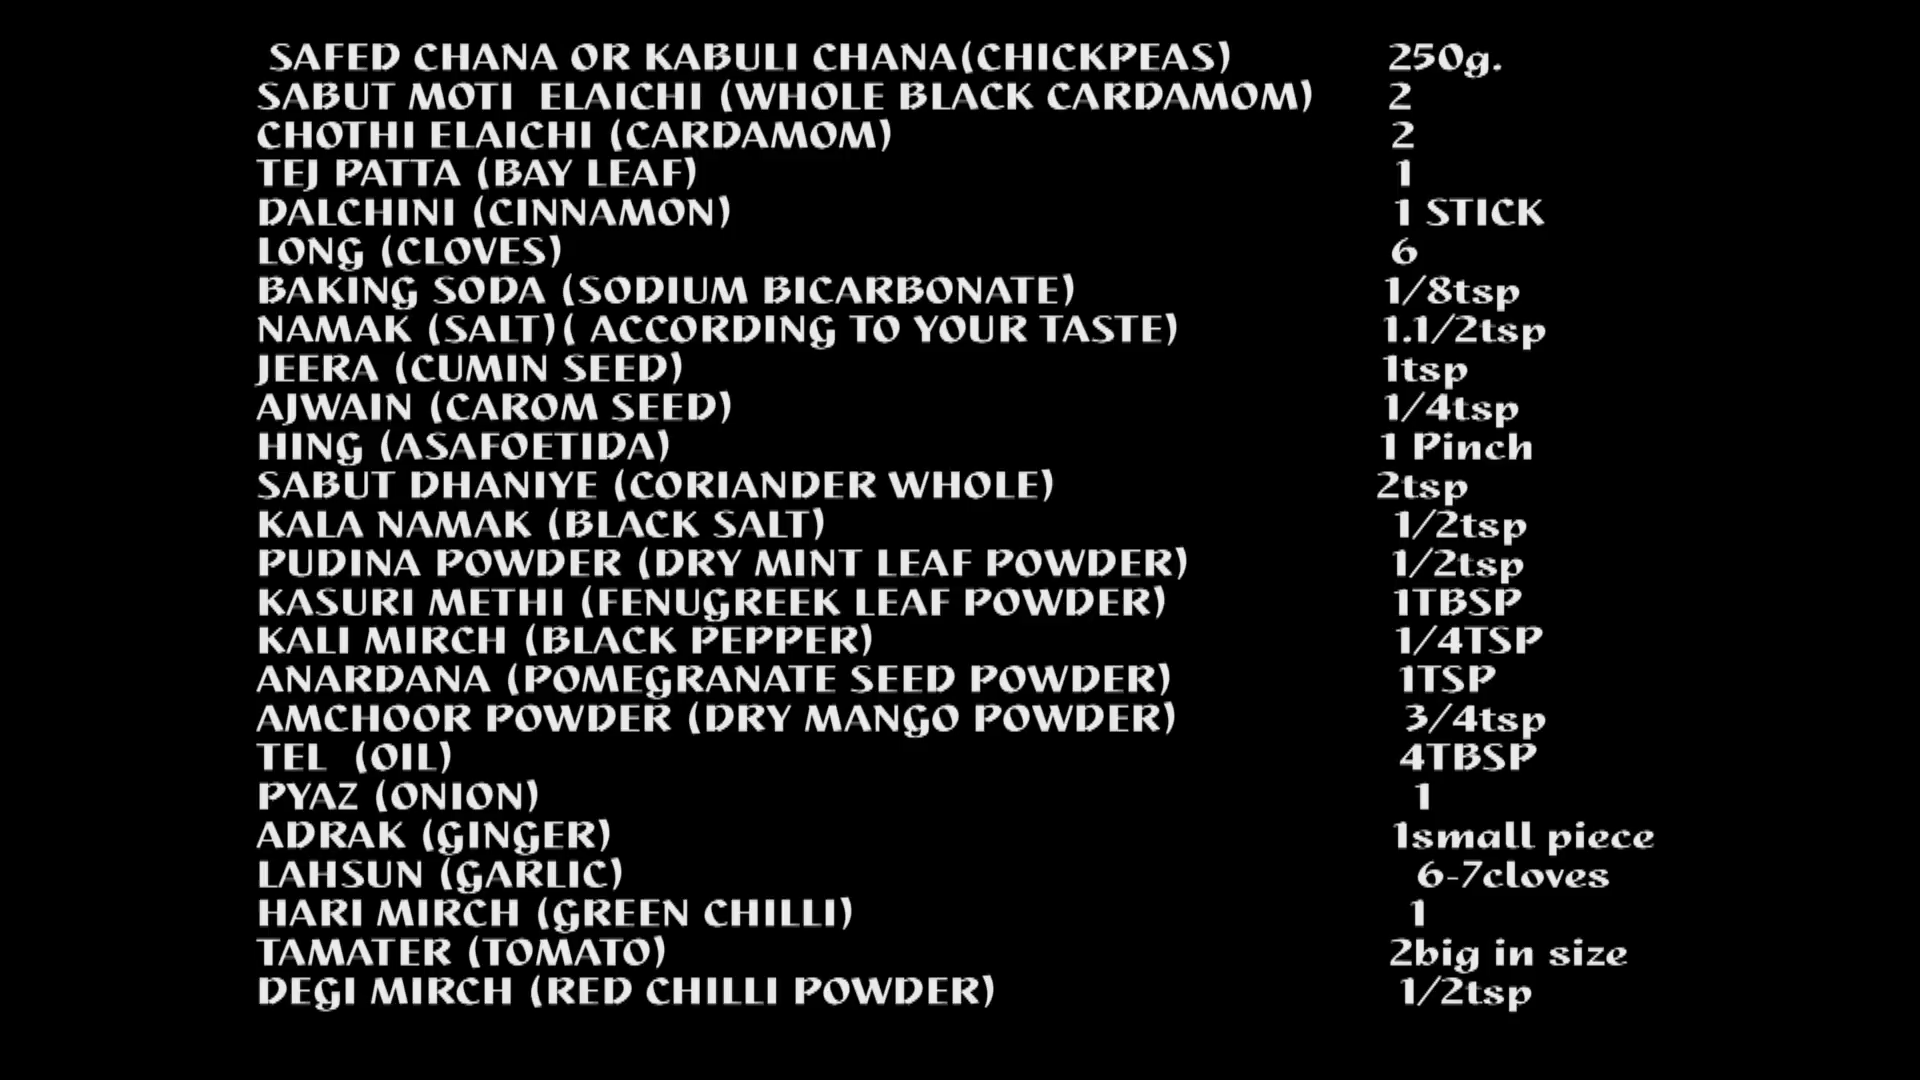 SAFED CHANA OR KABULI CHANA(CHICKPEAS) 250g.
SABUT MOTI ELAICHI (WHOLE BLACK CARDAMOM) 2
CHOTHI ELAICHI (CARDAMOM) 2
TEJ PATTA (BAY LEAF) 1
DALCHINI (CINNAMON) 1 STICK
LONG (CLOVES) 6
BAKING SODA (SODIUM BICARBONATE) 1/8tsp
NAMAK (SALT)( ACCORDING TO YOUR TASTE) 1.1/2tsp
JEERA (CUMIN SEED) 1tsp
AJWAIN (CAROM SEED) 1/4tsp
HING (ASAFOETIDA) 1 Pinch
SABUT DHANIYE (CORIANDER WHOLE) 2tsp
KALA NAMAK (BLACK SALT) 1/2tsp
PUDINA POWDER (DRY MINT LEAF POWDER) 1/2tsp
KASURI METHI (FENUGREEK LEAF POWDER) 1TBSP
KALI MIRCH (BLACK PEPPER) 1/4TSP
ANARDANA (POMEGRANATE SEED POWDER) 1TSP
AMCHOOR POWDER (DRY MANGO POWDER) 3/4tsp
TEL (OIL) 4TBSP
PYAZ (ONION) 1
ADRAK (GINGER) 1small piece
LAHSUN (GARLIC) 6-7cloves
HARI MIRCH (GREEN CHILLI) 1
TAMATER (TOMATO) 2big in size
DEGI MIRCH (RED CHILLI POWDER) 1/2tsp